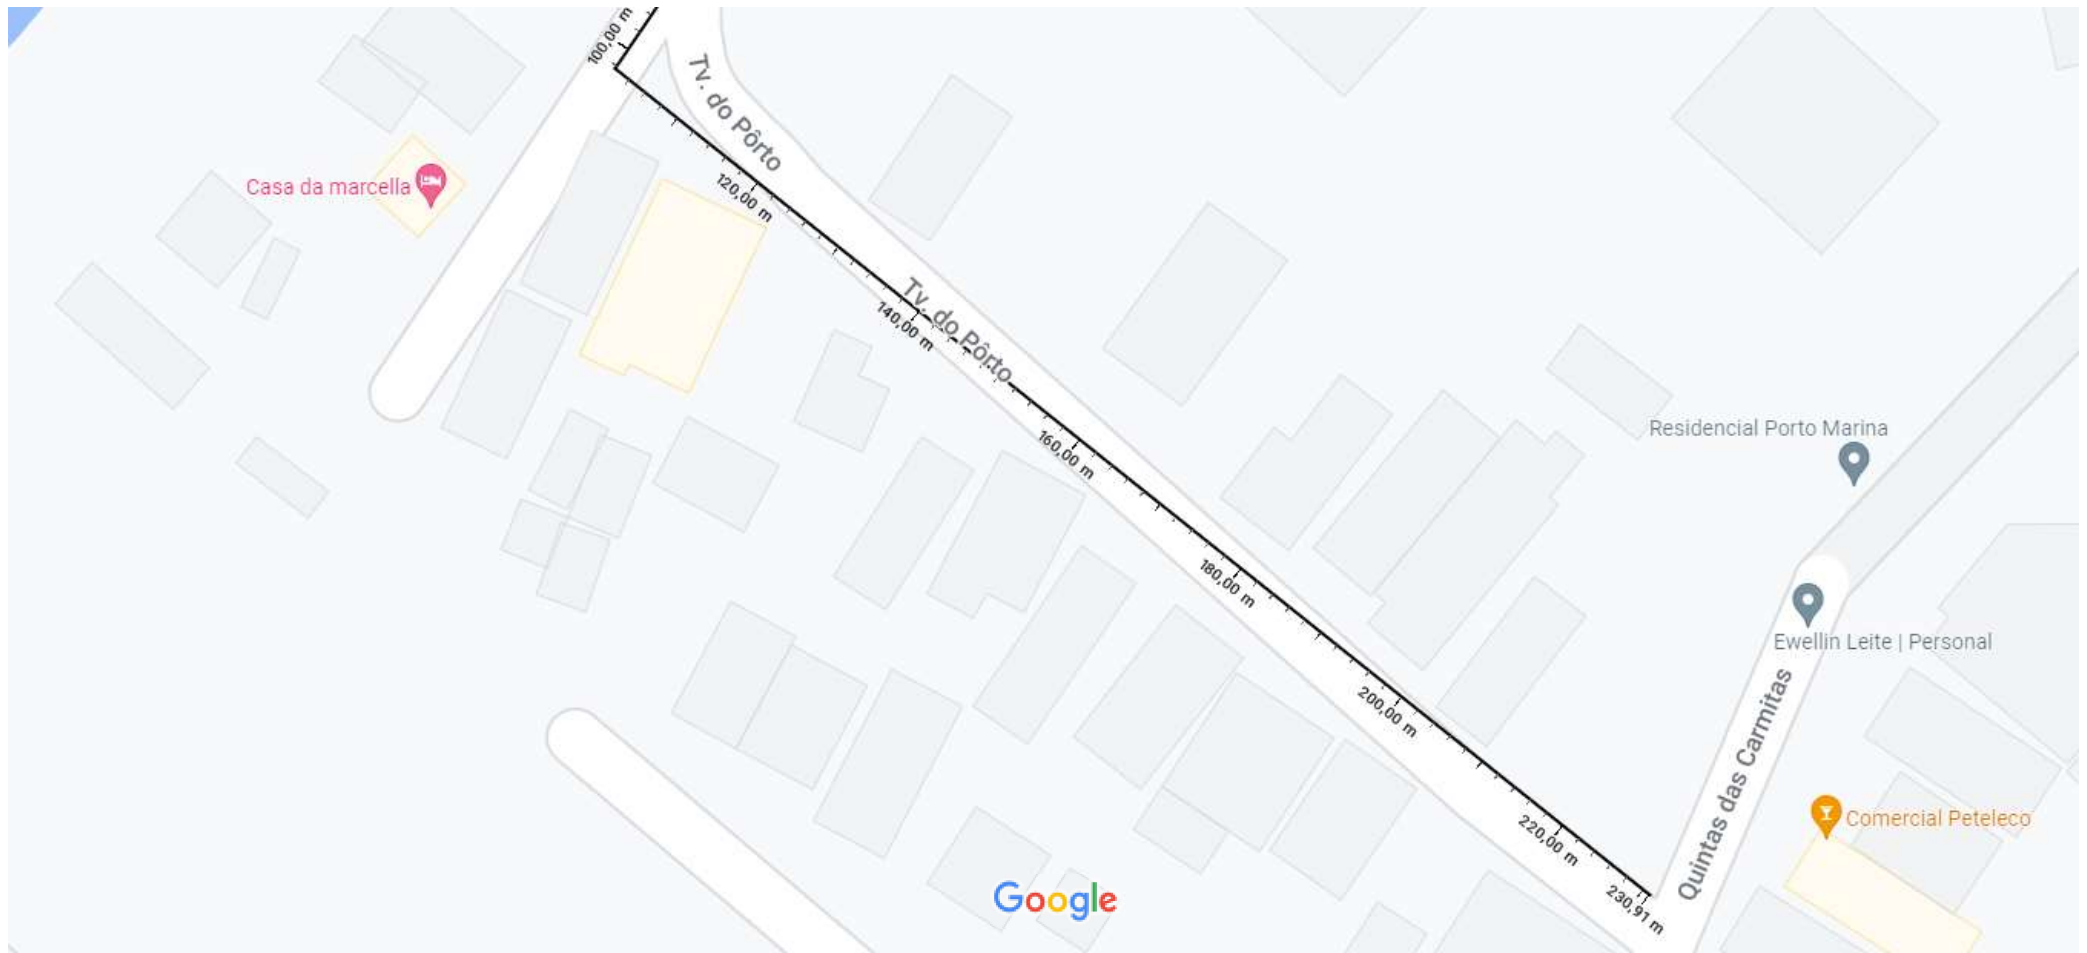 100,00 m
Tv. do Pôrto
Casa da marcella
120,00 m
Tv. do Pôrto
140,00 m
160,00 m
Residencial Porto Marina
180,00 m
Ewellin Leite | Personal
200,00 m
Quintas das Carmitas
220,00 m
Comercial Peteleco
230,91 m
Google